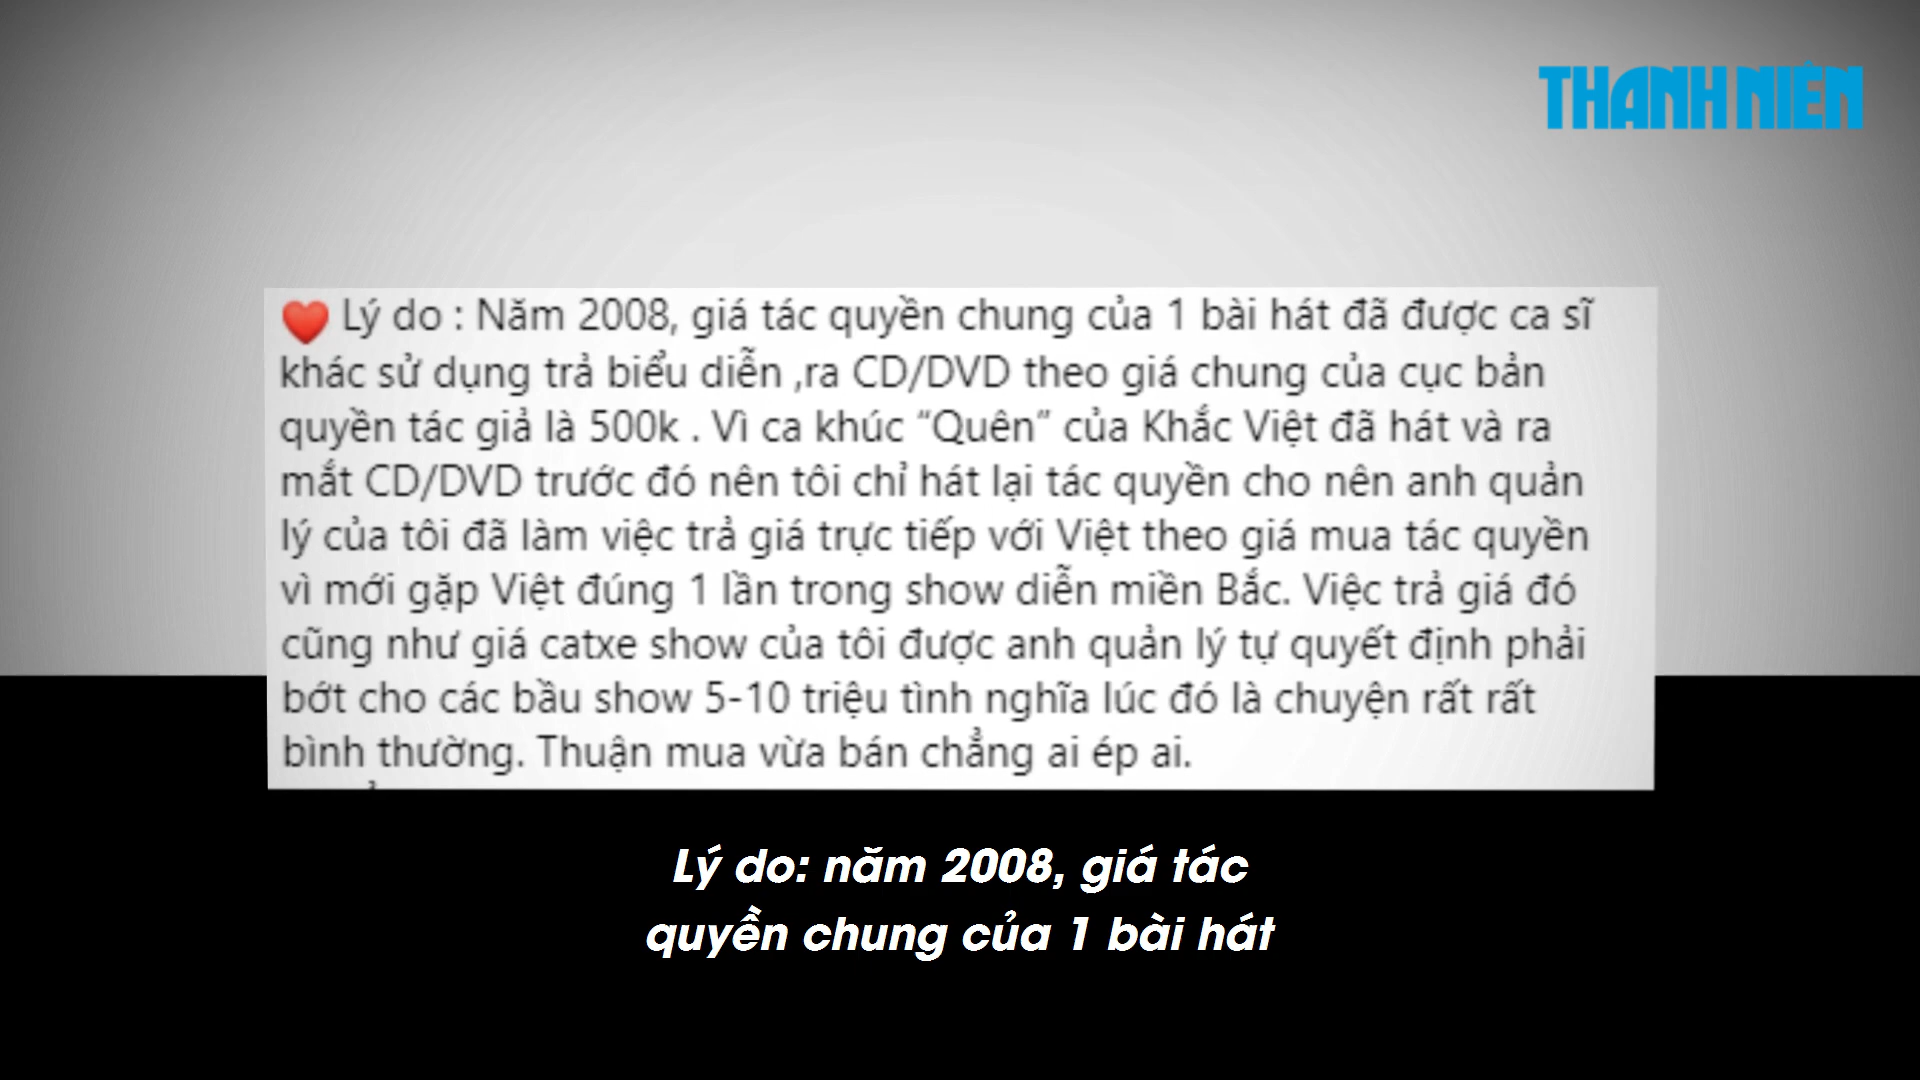 THANH NIÊN
❤️ Lý do : Năm 2008, giá tác quyền chung của 1 bài hát đã được ca sĩ
khác sử dụng trả biểu diễn ,ra CD/DVD theo giá chung của cục bản
quyền tác giả là 500k . Vì ca khúc “Quên” của Khắc Việt đã hát và ra
mắt CD/DVD trước đó nên tôi chỉ hát lại tác quyền cho nên anh quản
lý của tôi đã làm việc trả giá trực tiếp với Việt theo giá mua tác quyền
vì mới gặp Việt đúng 1 lần trong show diễn miền Bắc. Việc trả giá đó
cũng như giá catxe show của tôi được anh quản lý tự quyết định phải
bớt cho các bầu show 5-10 triệu tình nghĩa lúc đó là chuyện rất rất
bình thường. Thuận mua vừa bán chẳng ai ép ai.
Lý do: năm 2008, giá tác
quyền chung của 1 bài hát